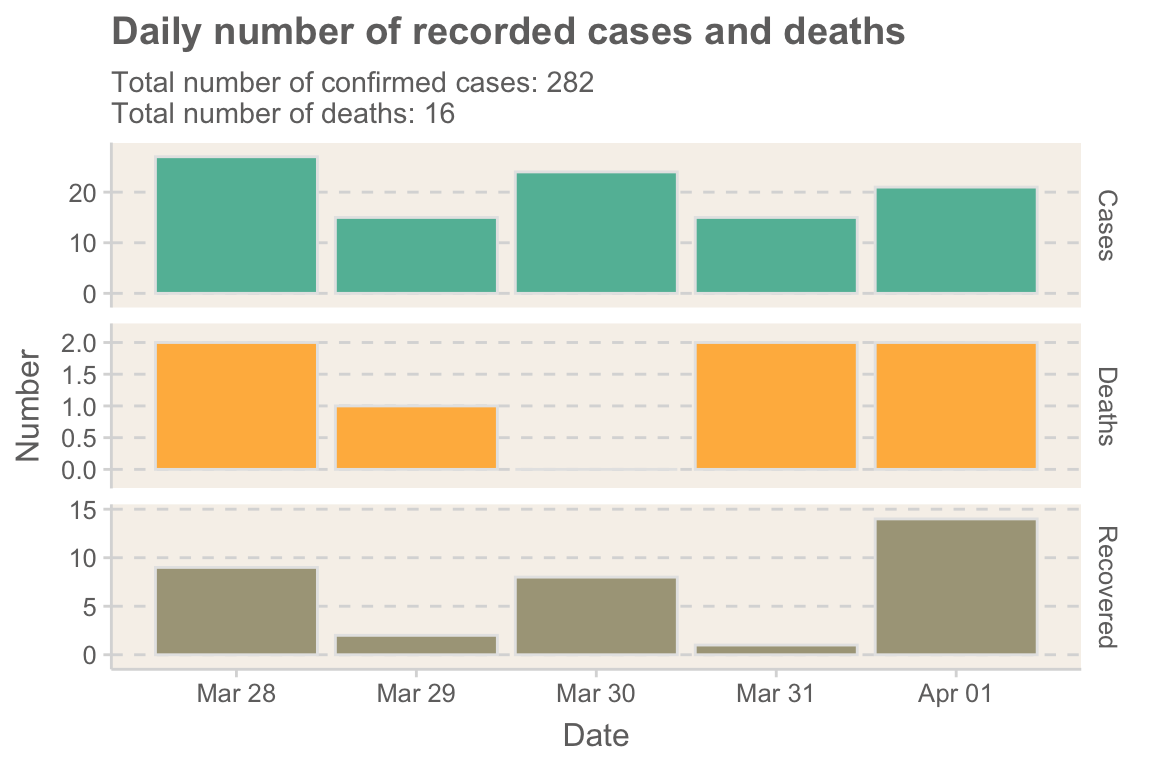 Daily number of recorded cases and deaths
Total number of confirmed cases: 282
Total number of deaths: 16
20
10
0
Cases
Number
2.0
1.5
1.0
0.5
0.0
Deaths
15
10
5
0
Recovered
Mar 28 Mar 29 Mar 30 Mar 31 Apr 01
Date